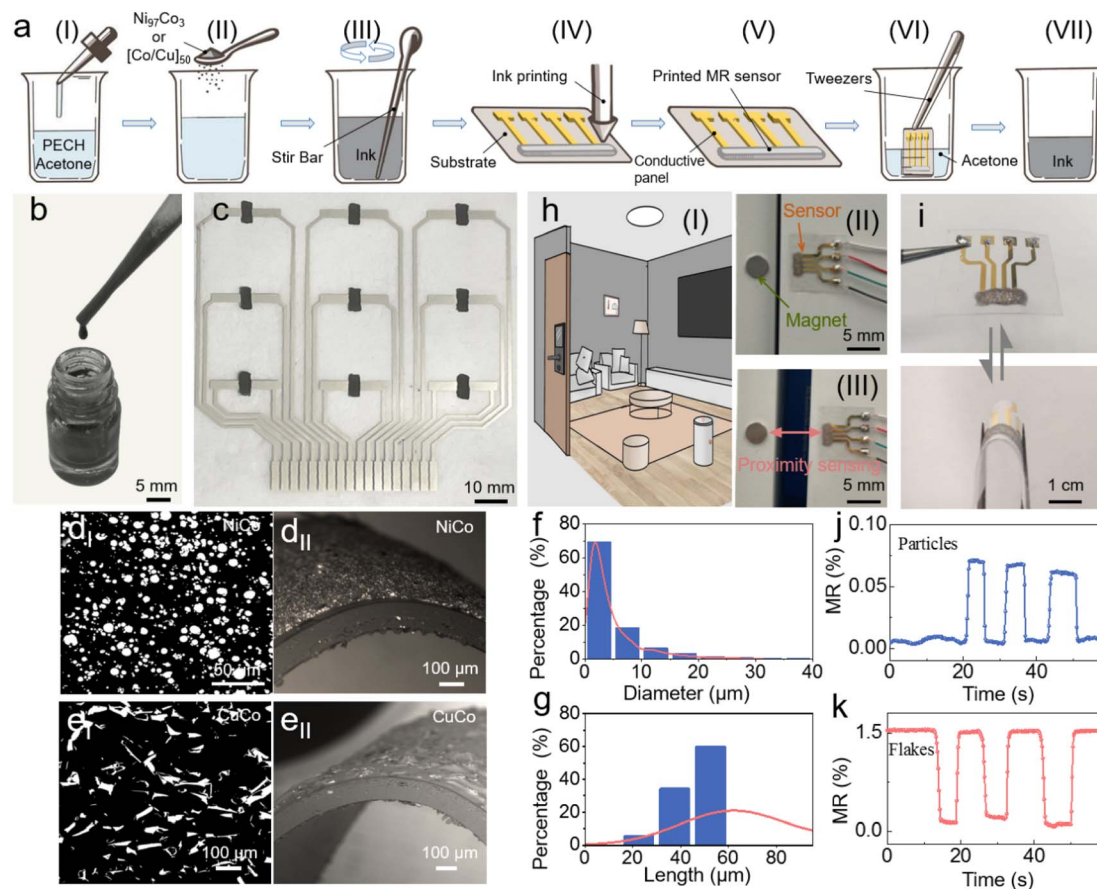 a
(I)
PECH
Acetone
Ni₉₇Co₃
or
[Co/Cu]₅₀
(II)
(III)
Stir Bar
Ink
(IV)
Ink printing
Substrate
(V)
Printed MR sensor
Conductive
panel
(VI)
Tweezers
Acetone
(VII)
Ink
b
5 mm
c
10 mm
h
(I)
(II)
Sensor
Magnet
5 mm
(III)
Proximity sensing
5 mm
i
1 cm
dI
NiCo
50 μm
dII
NiCo
100 μm
eI
CuCo
100 μm
eII
CuCo
100 μm
f
Percentage (%)
80
60
40
20
0
0 10 20 30 40
Diameter (μm)
g
Percentage (%)
80
60
40
20
0
0 20 40 60 80
Length (μm)
j
Particles
MR (%)
0.10
0.05
0.00
0 20 40
Time (s)
k
Flakes
MR (%)
1.5
0.0
0 20 40
Time (s)